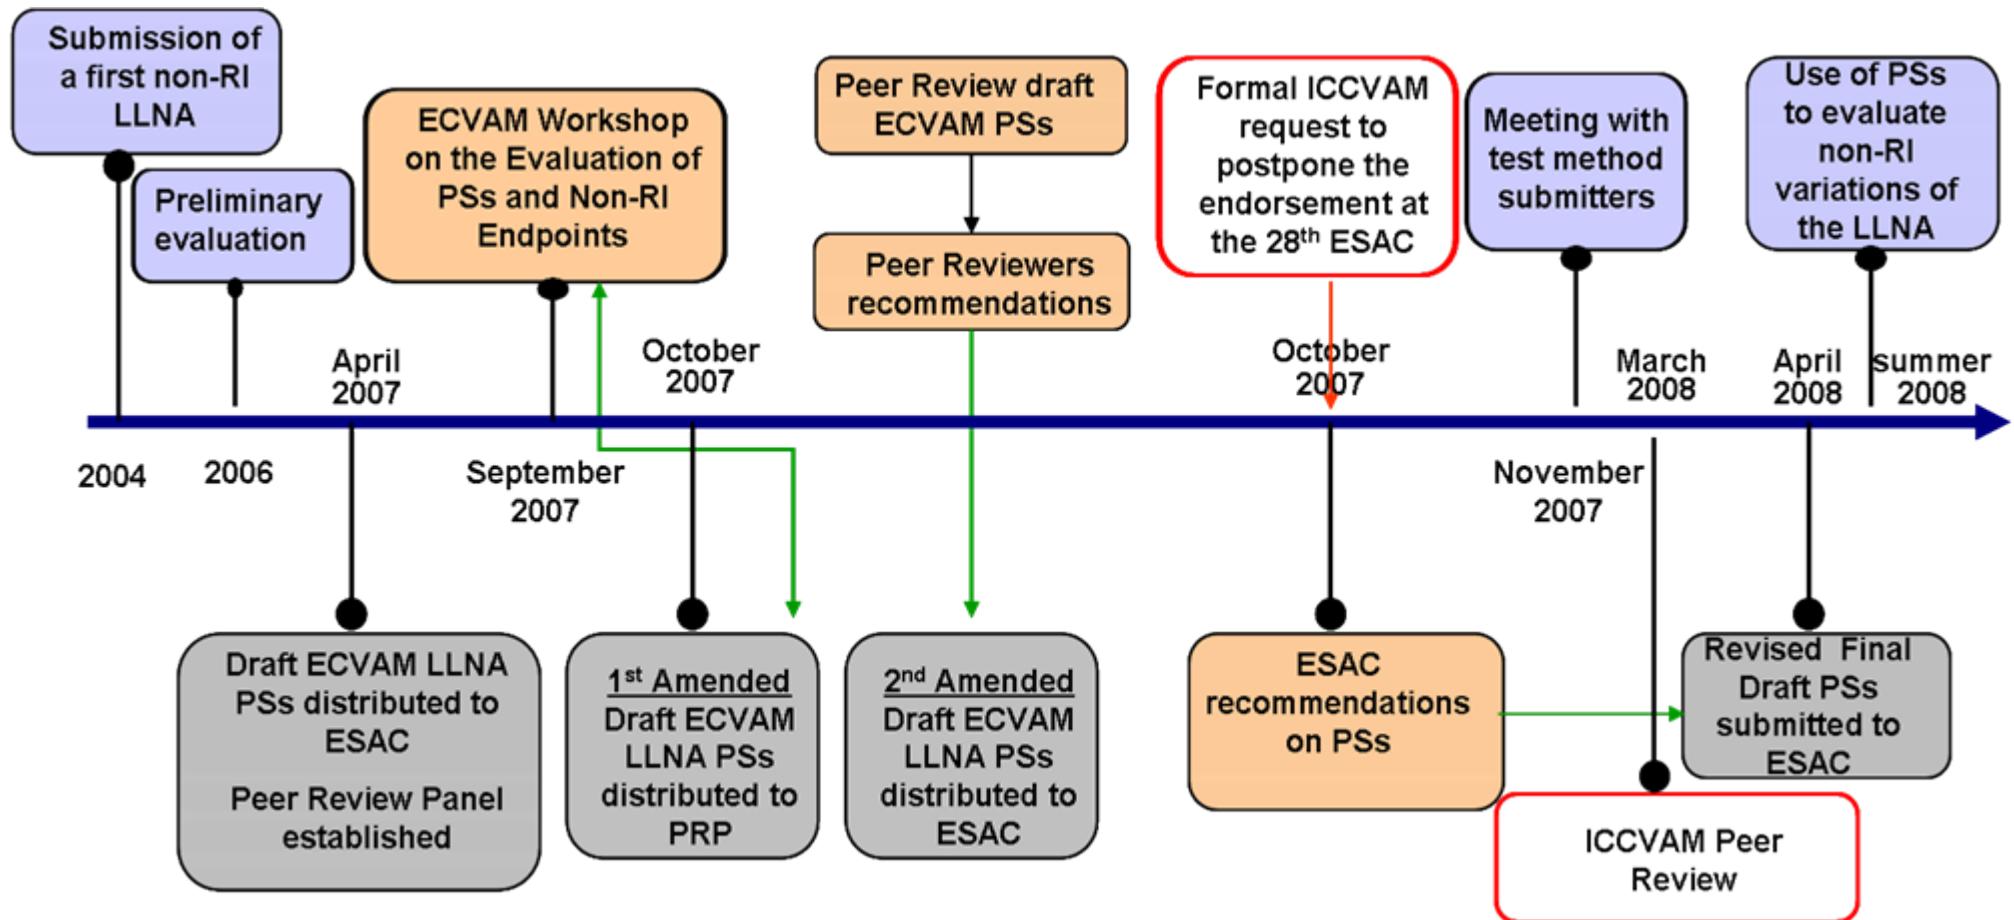 Submission of
a first non-RI
LLNA
Preliminary
evaluation
ECVAM Workshop
on the Evaluation of
PSs and Non-RI
Endpoints
Peer Review draft
ECVAM PSs
Peer Reviewers
recommendations
Formal ICCVAM
request to
postpone the
endorsement at
the 28th ESAC
Meeting with
test method
submitters
Use of PSs
to evaluate
non-RI
variations of
the LLNA
April
2007
October
2007
October
2007
March
2008
April
2008
summer
2008
2004
2006
September
2007
November
2007
Draft ECVAM LLNA
PSs distributed to
ESAC
Peer Review Panel
established
1st Amended
Draft ECVAM
LLNA PSs
distributed to
PRP
2nd Amended
Draft ECVAM
LLNA PSs
distributed to
ESAC
ESAC
recommendations
on PSs
Revised Final
Draft PSs
submitted to
ESAC
ICCVAM Peer
Review